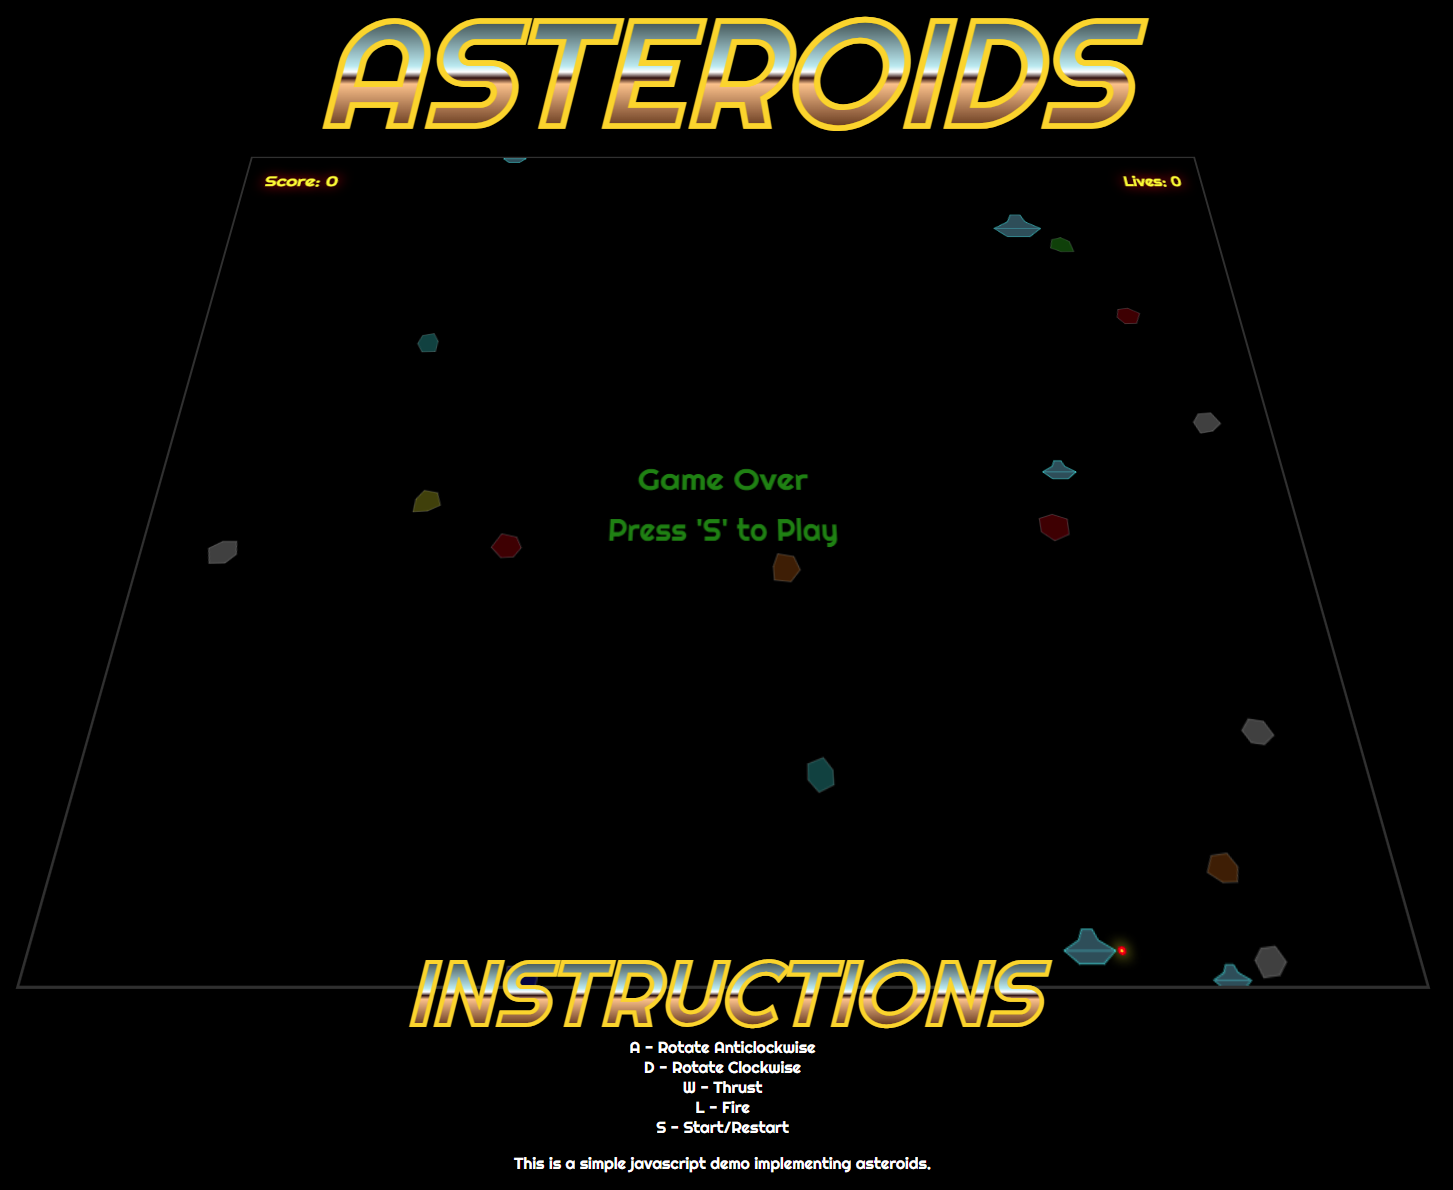 ASTEROIDS
Score: 0
Lives: 0
Game Over
Press 'S' to Play
INSTRUCTIONS
A - Rotate Anticlockwise
D - Rotate Clockwise
W - Thrust
L - Fire
S - Start/Restart
This is a simple javascript demo implementing asteroids.